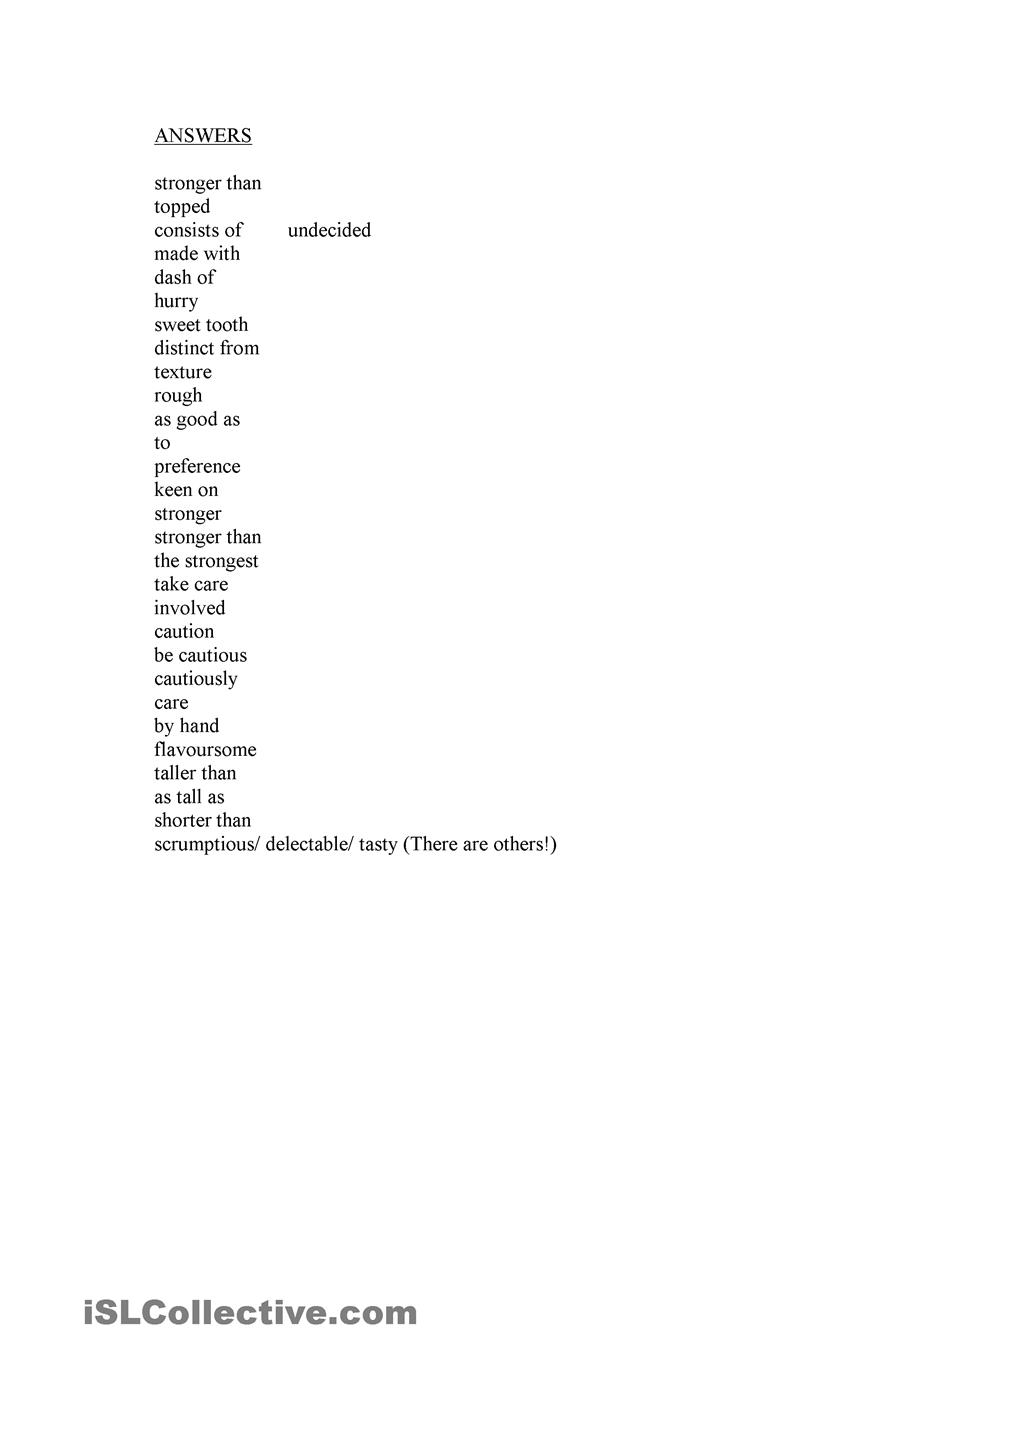 ANSWERS
stronger than
topped
consists of undecided
made with
dash of
hurry
sweet tooth
distinct from
texture
rough
as good as
to
preference
keen on
stronger
stronger than
the strongest
take care
involved
caution
be cautious
cautiously
care
by hand
flavoursome
taller than
as tall as
shorter than
scrumptious/ delectable/ tasty (There are others!)
iSLCollective.com